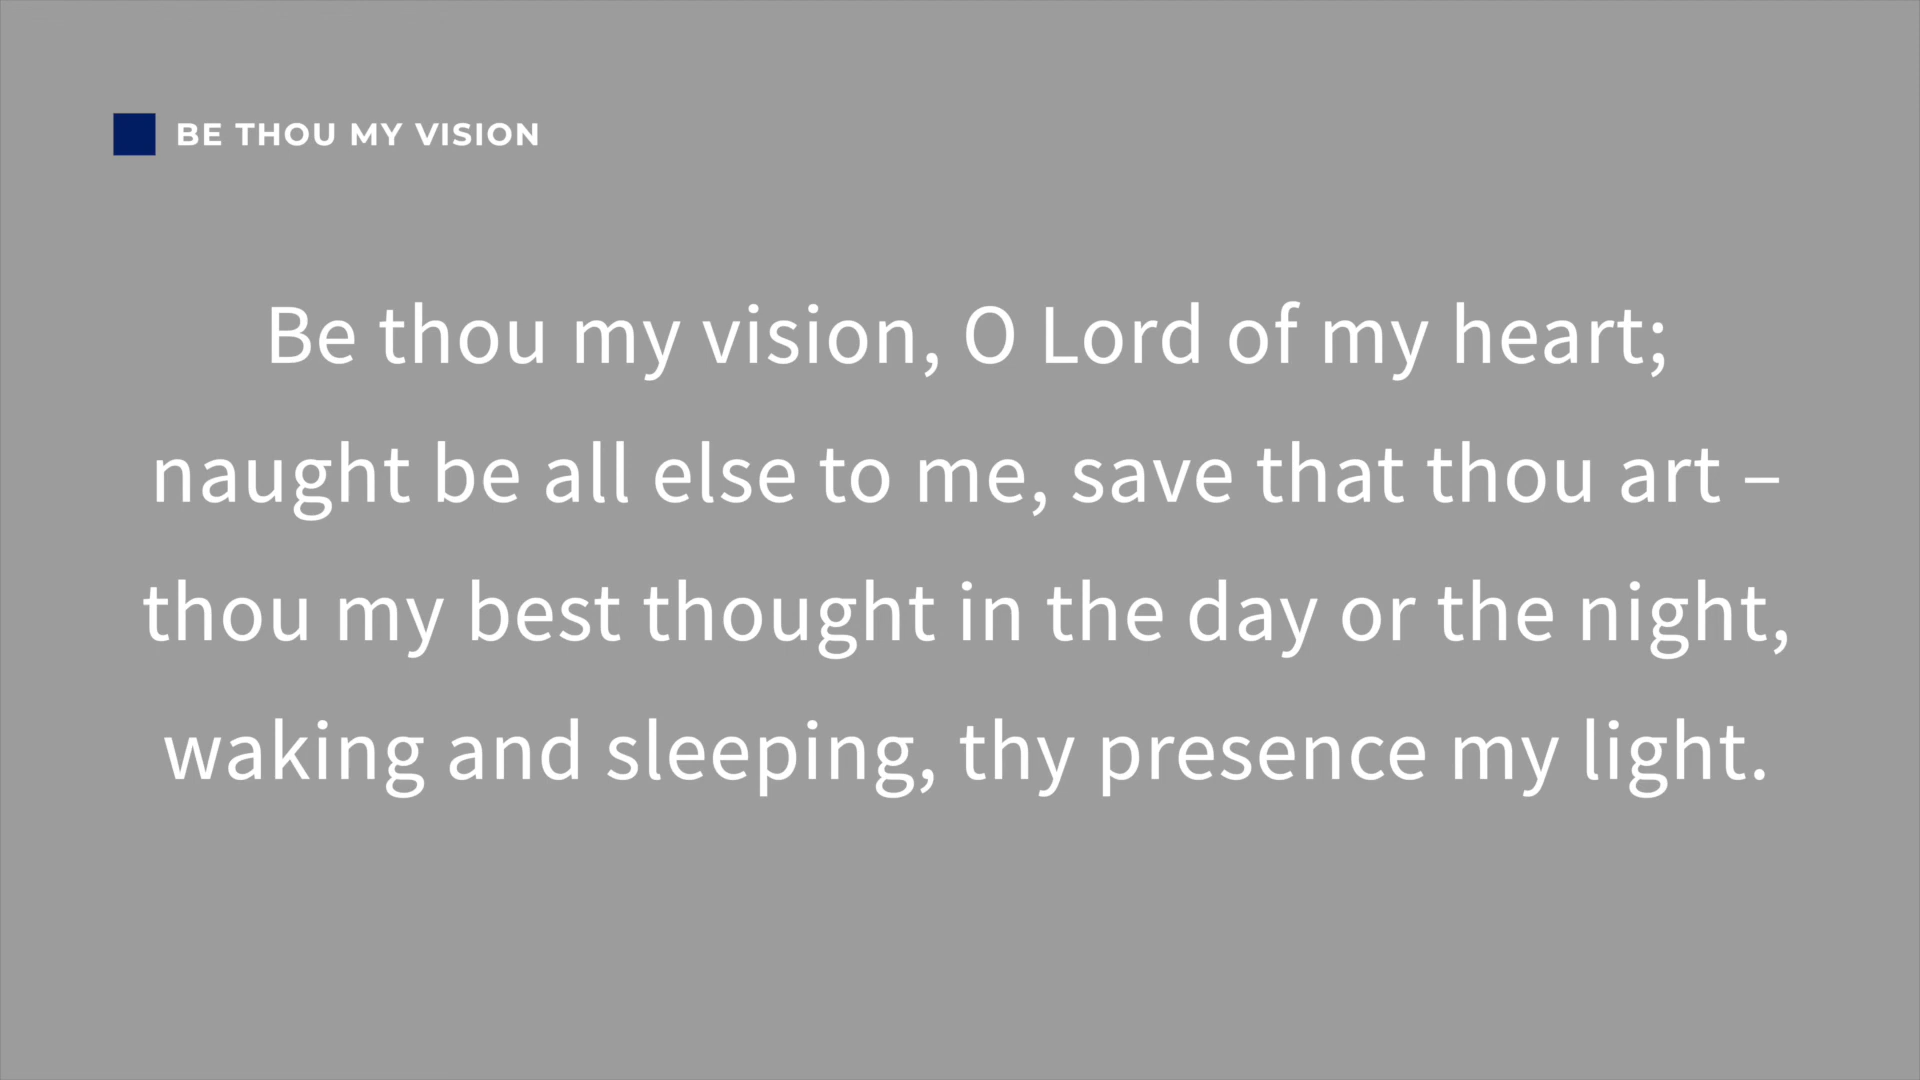 BE THOU MY VISION
Be thou my vision, O Lord of my heart;
naught be all else to me, save that thou art –
thou my best thought in the day or the night,
waking and sleeping, thy presence my light.